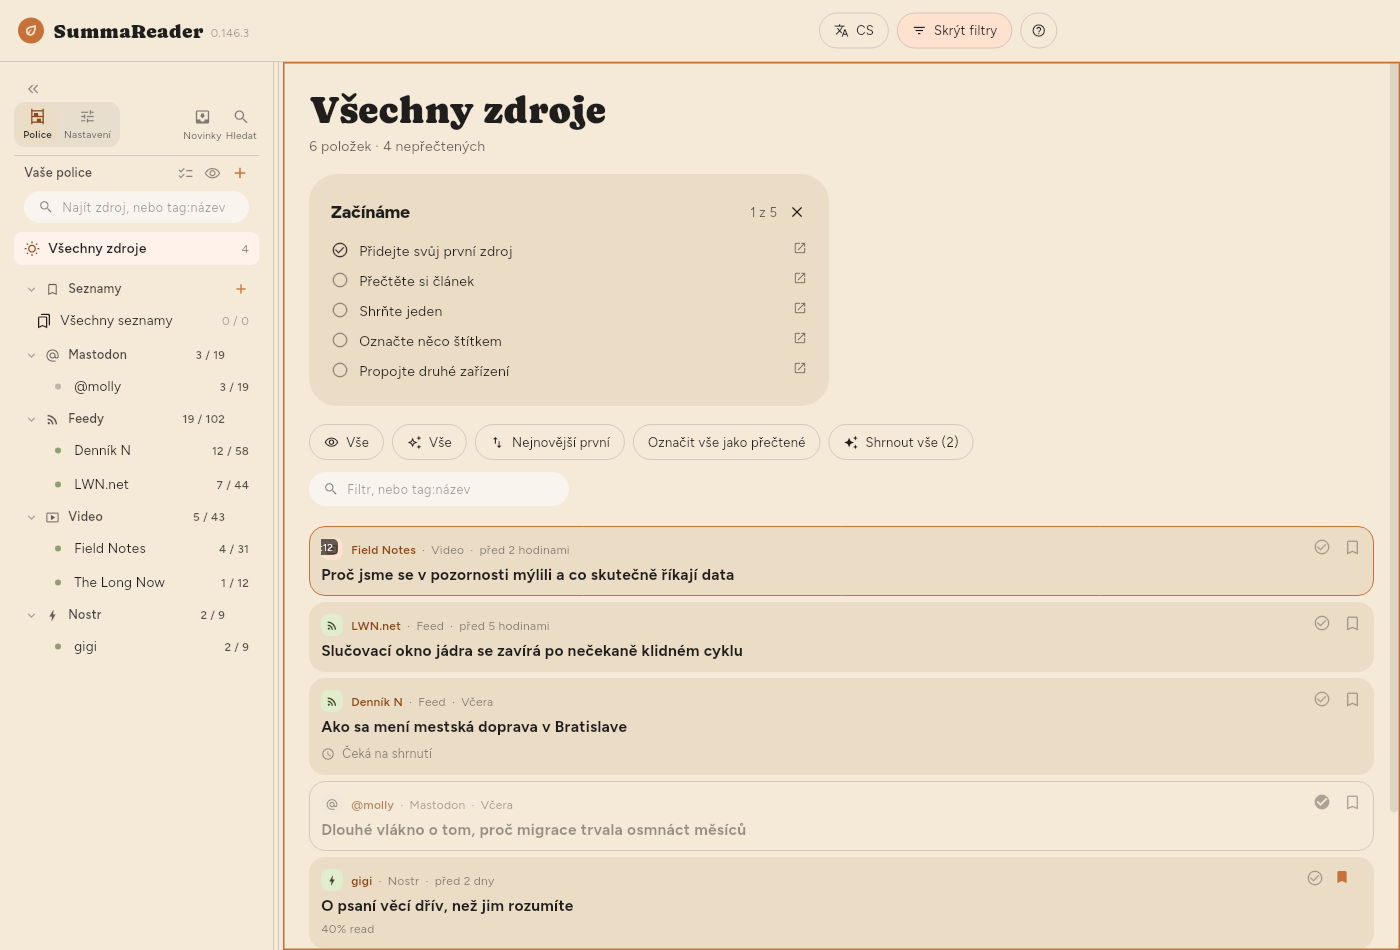 SummaReader 0.146.3
CS
Skrýt filtry
Police
Nastavení
Novinky
Hledat
Vaše police
Najít zdroj, nebo tag:název
Všechny zdroje 4
Seznamy
Všechny seznamy 0 / 0
Mastodon 3 / 19
@molly 3 / 19
Feedy 19 / 102
Denník N 12 / 58
LWN.net 7 / 44
Video 5 / 43
Field Notes 4 / 31
The Long Now 1 / 12
Nostr 2 / 9
gigi 2 / 9
Všechny zdroje
6 položek · 4 nepřečtených
Začínáme 1 z 5
Přidejte svůj první zdroj
Přečtěte si článek
Shrňte jeden
Označte něco štítkem
Propojte druhé zařízení
Vše
Vše
Nejnovější první
Označit vše jako přečtené
Shrnout vše (2)
Filtr, nebo tag:název
:12
Field Notes · Video · před 2 hodinami
Proč jsme se v pozornosti mýlili a co skutečně říkají data
LWN.net · Feed · před 5 hodinami
Slučovací okno jádra se zavírá po nečekaně klidném cyklu
Denník N · Feed · Včera
Ako sa mení mestská doprava v Bratislave
Čeká na shrnutí
@molly · Mastodon · Včera
Dlouhé vlákno o tom, proč migrace trvala osmnáct měsíců
gigi · Nostr · před 2 dny
O psaní věcí dřív, než jim rozumíte
40% read